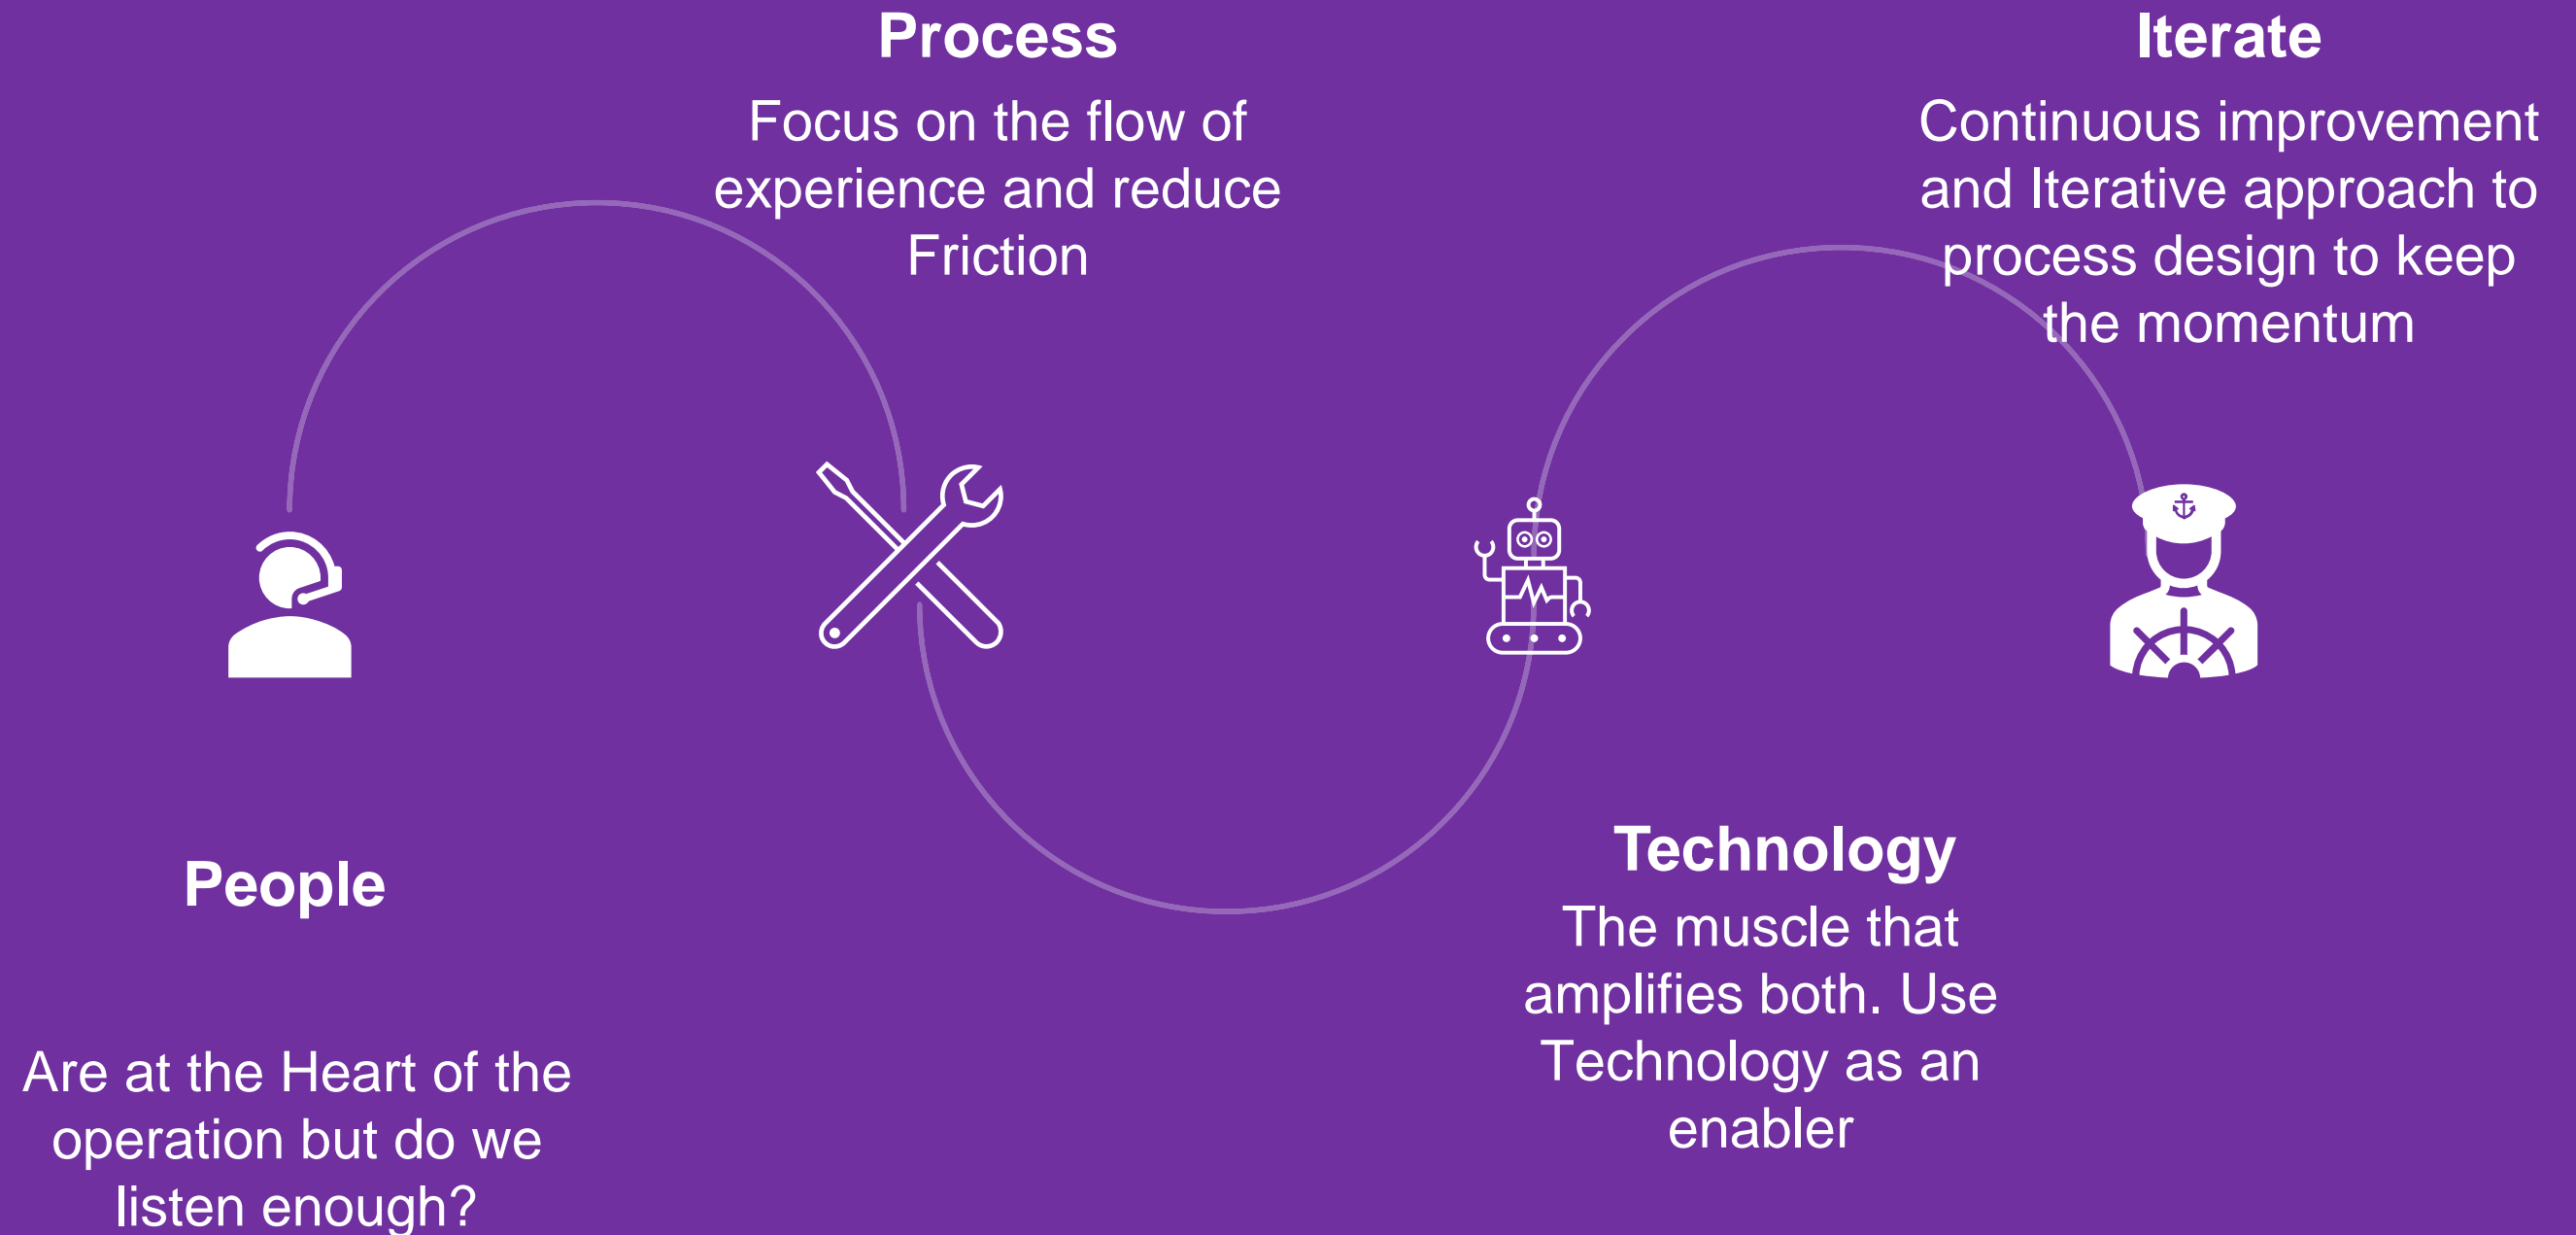 Process
Focus on the flow of
experience and reduce
Friction
Iterate
Continuous improvement
and Iterative approach to
process design to keep
the momentum
People
Are at the Heart of the
operation but do we
listen enough?
Technology
The muscle that
amplifies both. Use
Technology as an
enabler